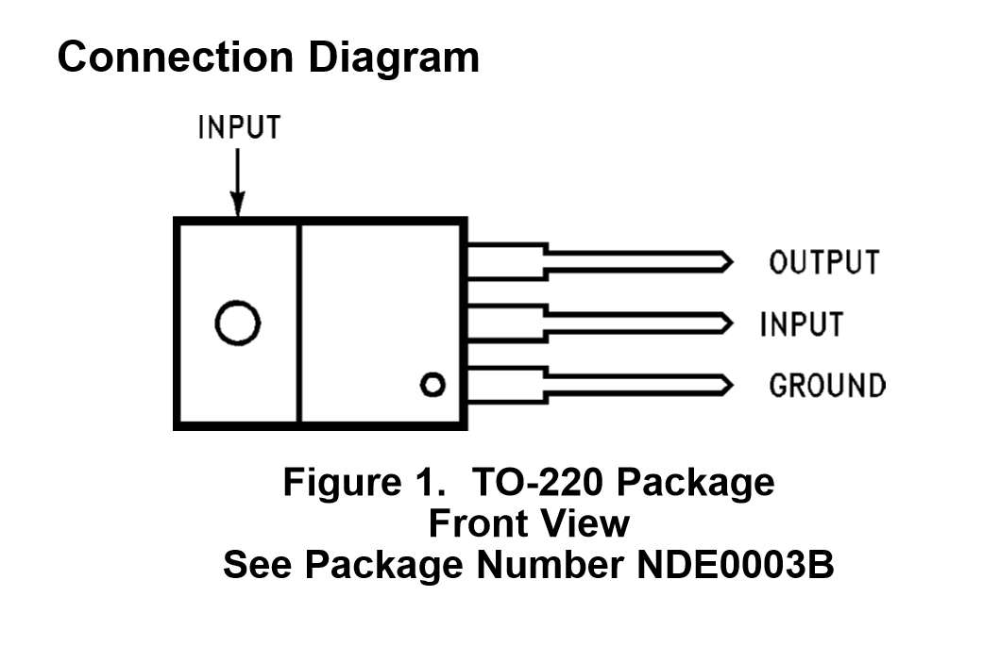 Connection Diagram
INPUT
OUTPUT
INPUT
GROUND
Figure 1. TO-220 Package
Front View
See Package Number NDE0003B